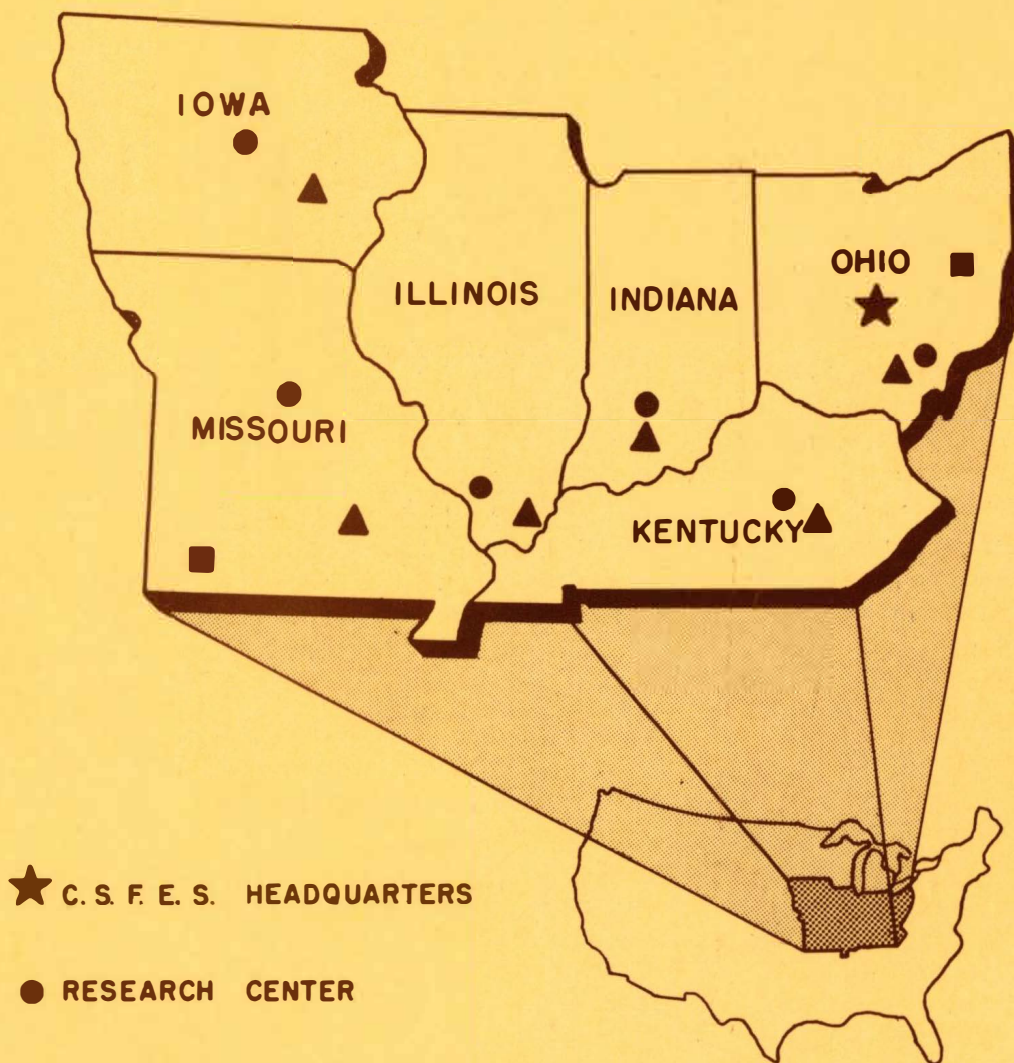 IOWA
OHIO
ILLINOIS
INDIANA
MISSOURI
KENTUCKY
C. S. F. E. S. HEADQUARTERS
RESEARCH CENTER